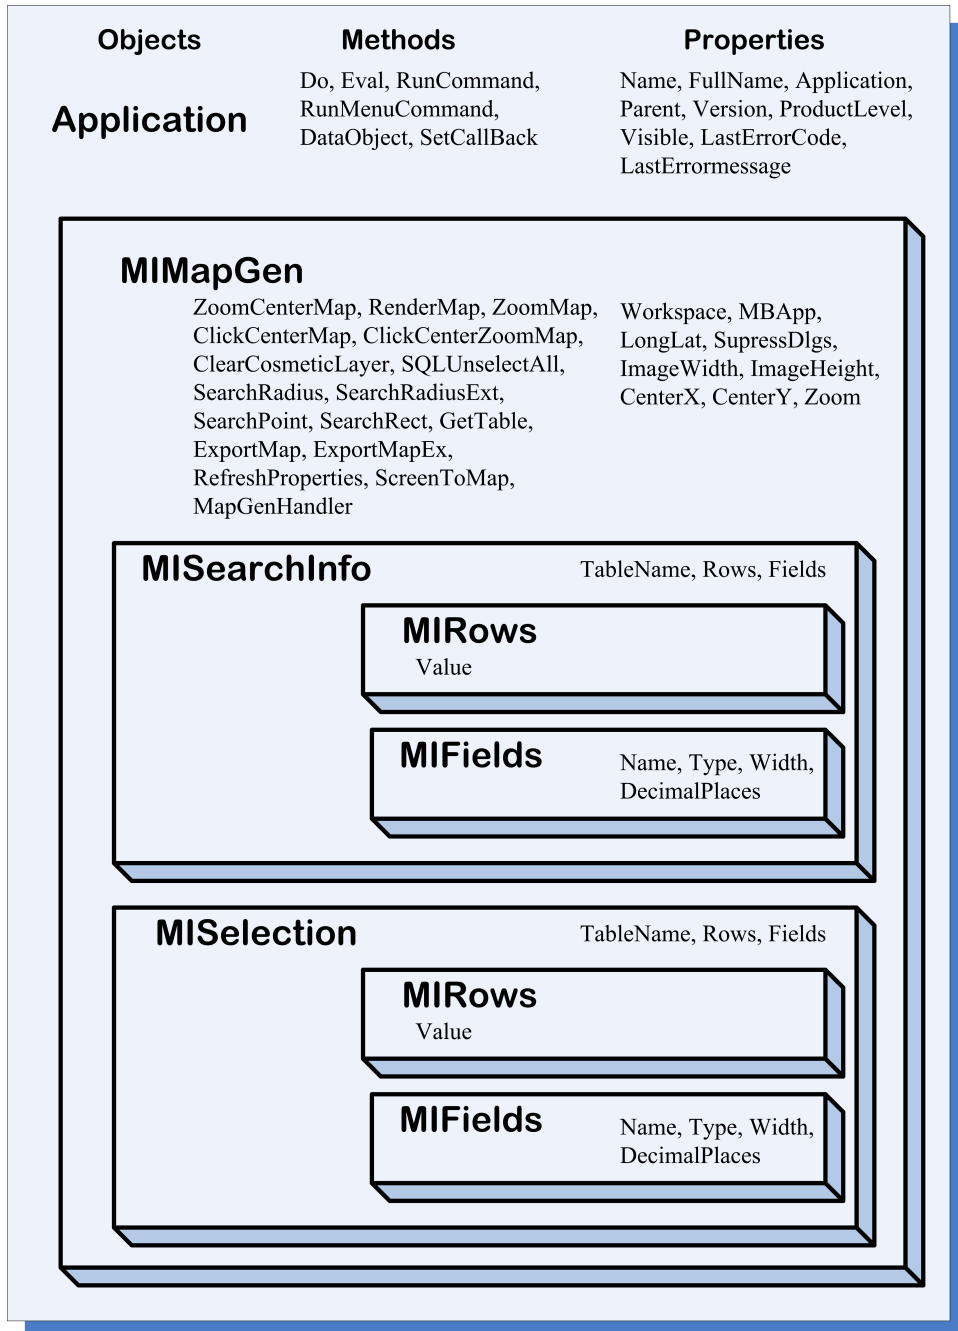 Objects Methods Properties
Application
Do, Eval, RunCommand,
RunMenuCommand,
DataObject, SetCallBack
Name, FullName, Application,
Parent, Version, ProductLevel,
Visible, LastErrorCode,
LastErrormessage
MIMapGen
ZoomCenterMap, RenderMap, ZoomMap,
ClickCenterMap, ClickCenterZoomMap,
ClearCosmeticLayer, SQLUnselectAll,
SearchRadius, SearchRadiusExt,
SearchPoint, SearchRect, GetTable,
ExportMap, ExportMapEx,
RefreshProperties, ScreenToMap,
MapGenHandler
Workspace, MBApp,
LongLat, SupressDlgs,
ImageWidth, ImageHeight,
CenterX, CenterY, Zoom
MISearchInfo
TableName, Rows, Fields
MIRows
Value
MIFields
Name, Type, Width,
DecimalPlaces
MISelection
TableName, Rows, Fields
MIRows
Value
MIFields
Name, Type, Width,
DecimalPlaces